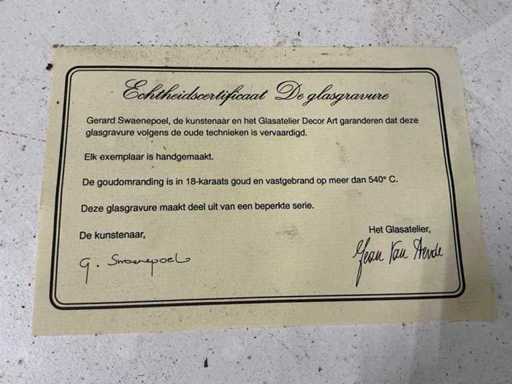 Echtheidscertificaat De glasgravure
Gerard Swaenepoel, de kunstenaar en het Glasatelier Decor Art garanderen dat deze
glasgravure volgens de oude technieken is vervaardigd.
Elk exemplaar is handgemaakt.
De goudomranding is in 18-karaats goud en vastgebrand op meer dan 540° C.
Deze glasgravure maakt deel uit van een beperkte serie.
De kunstenaar,
Het Glasatelier,
G. Swaenepoel
Jean Van